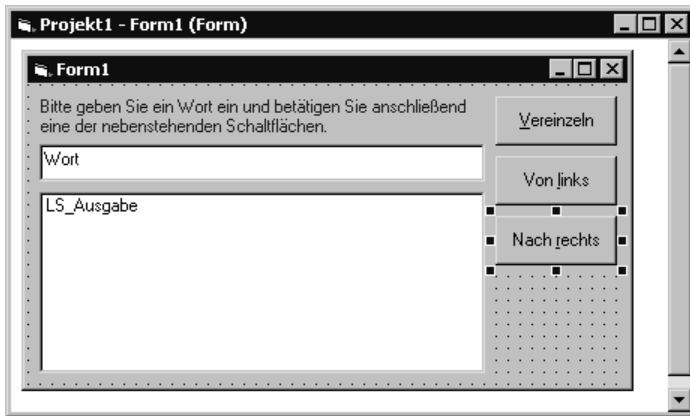 Projekt1 - Form1 (Form)
Form1
Bitte geben Sie ein Wort ein und betätigen Sie anschließend
eine der nebenstehenden Schaltflächen.
Vereinzeln
Wort
Von links
LS_Ausgabe
Nach rechts